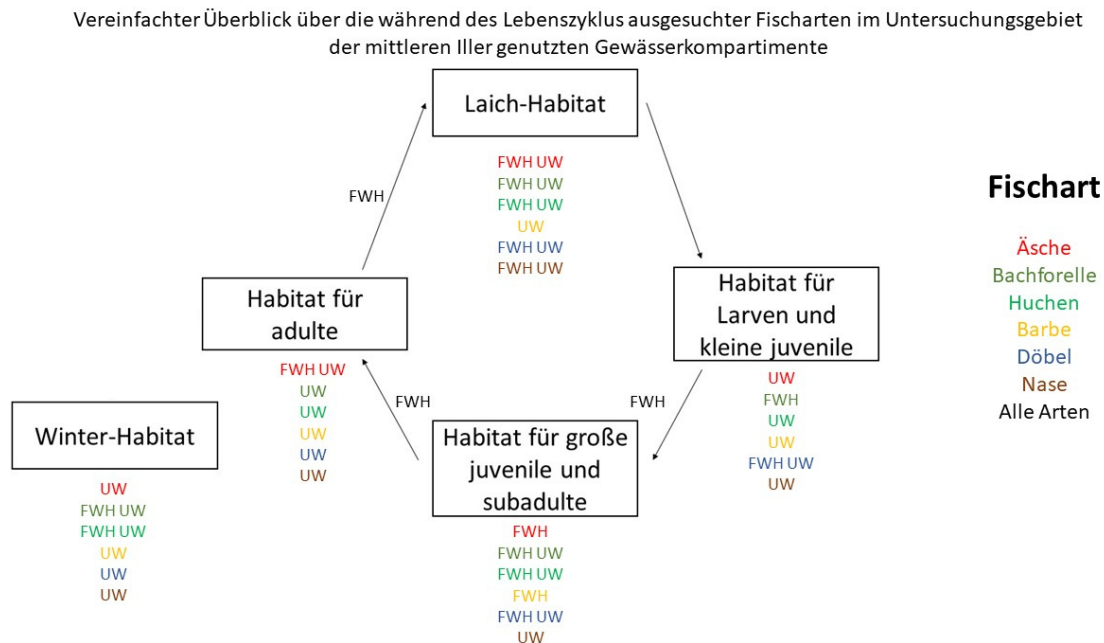 Vereinfachter Überblick über die während des Lebenszyklus ausgesuchter Fischarten im Untersuchungsgebiet
der mittleren Iller genutzten Gewässerkompartimente
Laich-Habitat
FWH UW
FWH UW
FWH UW
UW
FWH UW
FWH UW
FWH
Habitat für
adulte
FWH UW
UW
UW
UW
UW
UW
Habitat für
Larven und
kleine juvenile
UW
FWH
UW
UW
FWH UW
UW
FWH
FWH
Habitat für große
juvenile und
subadulte
FWH
FWH UW
FWH UW
FWH
FWH UW
UW
Winter-Habitat
UW
FWH UW
FWH UW
UW
UW
UW
Fischart
Äsche
Bachforelle
Huchen
Barbe
Döbel
Nase
Alle Arten